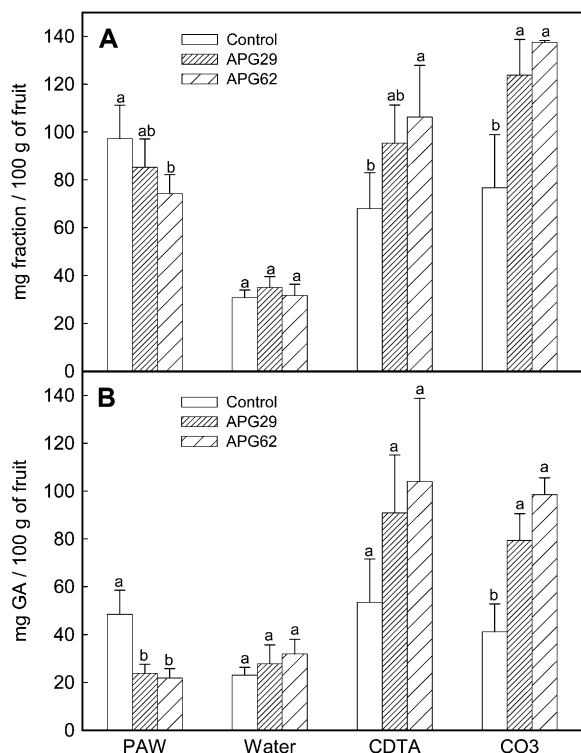 A
Control
APG29
APG62
mg fraction / 100 g of fruit
140
120
100
80
60
40
20
0
a ab b
a a a
b ab a
b a a
B
Control
APG29
APG62
mg GA / 100 g of fruit
140
120
100
80
60
40
20
0
a b b
a a a
a a a
b a a
PAW Water CDTA CO3